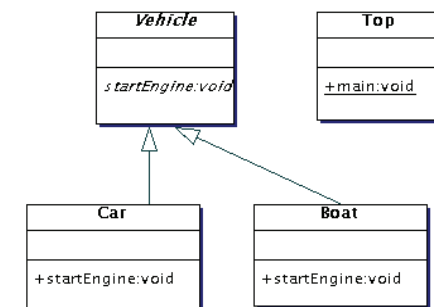 Vehicle
startEngine:void
Top
+main:void
Car
+startEngine:void
Boat
+startEngine:void